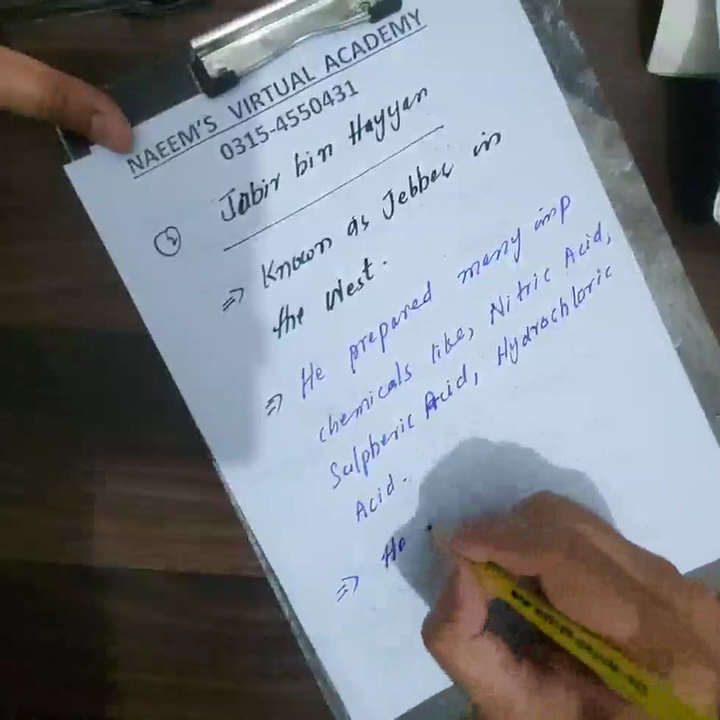 NAEEM'S VIRTUAL ACADEMY
0315-4550431
Jabir bin Hayyan
⇒ Known as Jebber in
the West.
⇒ He prepared many imp
chemicals like, Nitric Acid,
Sulpheric Acid, Hydrochloric
Acid.
⇒ He